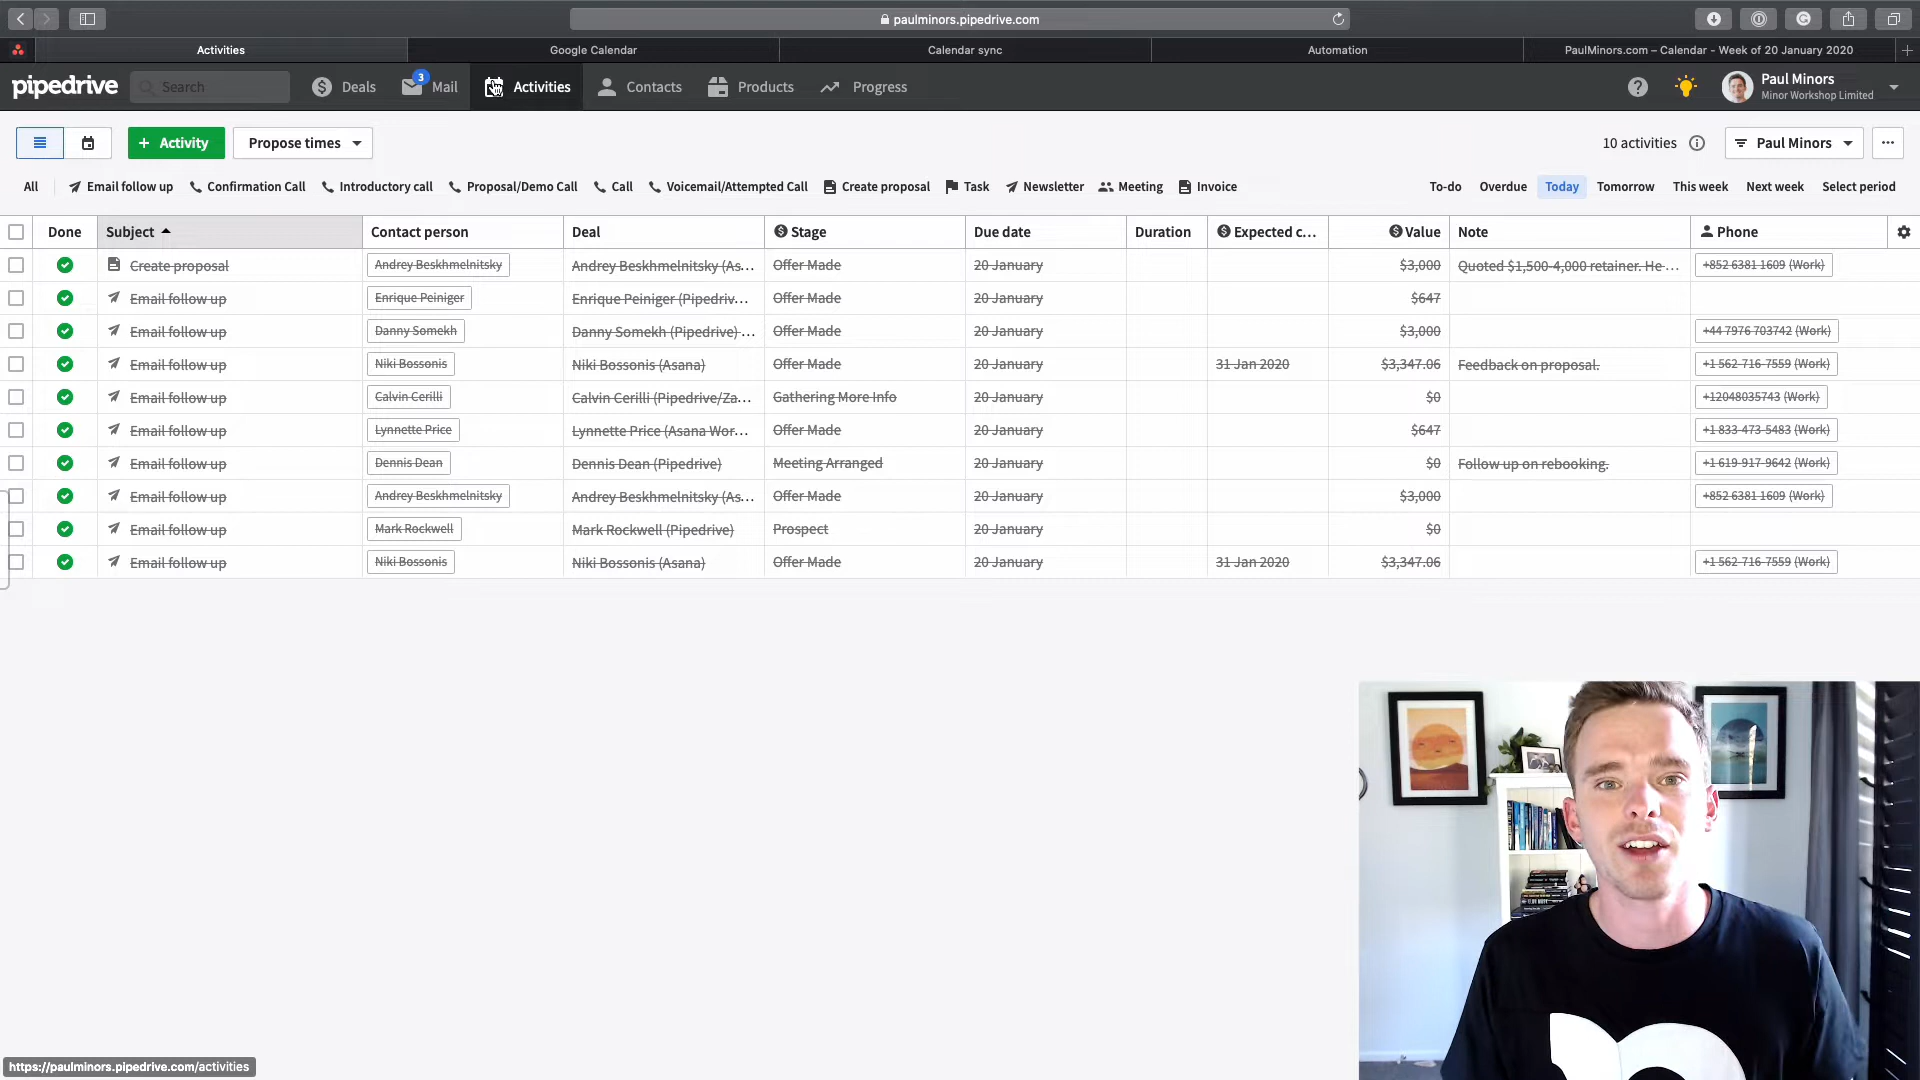 paulminors.pipedrive.com
Activities
Google Calendar
Calendar sync
Automation
PaulMinors.com – Calendar - Week of 20 January 2020
pipedrive
Search
Deals
3
Mail
Activities
Contacts
Products
Progress
Paul Minors
Minor Workshop Limited
+ Activity
Propose times
10 activities
Paul Minors
All
Email follow up
Confirmation Call
Introductory call
Proposal/Demo Call
Call
Voicemail/Attempted Call
Create proposal
Task
Newsletter
Meeting
Invoice
To-do
Overdue
Today
Tomorrow
This week
Next week
Select period
Done Subject Contact person Deal Stage Due date Duration Expected c... Value Note Phone
Create proposal Andrey Beskhmelnitsky Andrey Beskhmelnitsky (As... Offer Made 20 January $3,000 Quoted $1,500-4,000 retainer. He ... +852 6381 1609 (Work)
Email follow up Enrique Peiniger Enrique Peiniger (Pipedriv... Offer Made 20 January $647
Email follow up Danny Somekh Danny Somekh (Pipedrive) ... Offer Made 20 January $3,000 +44 7976 703742 (Work)
Email follow up Niki Bossonis Niki Bossonis (Asana) Offer Made 20 January 31 Jan 2020 $3,347.06 Feedback on proposal. +1 562-716-7559 (Work)
Email follow up Calvin Cerilli Calvin Cerilli (Pipedrive/Za... Gathering More Info 20 January $0 +12048035743 (Work)
Email follow up Lynnette Price Lynnette Price (Asana Wor... Offer Made 20 January $647 +1 833-473-5483 (Work)
Email follow up Dennis Dean Dennis Dean (Pipedrive) Meeting Arranged 20 January $0 Follow up on rebooking. +1 619-917-9642 (Work)
Email follow up Andrey Beskhmelnitsky Andrey Beskhmelnitsky (As... Offer Made 20 January $3,000 +852 6381 1609 (Work)
Email follow up Mark Rockwell Mark Rockwell (Pipedrive) Prospect 20 January $0
Email follow up Niki Bossonis Niki Bossonis (Asana) Offer Made 20 January 31 Jan 2020 $3,347.06 +1 562-716-7559 (Work)
https://paulminors.pipedrive.com/activities